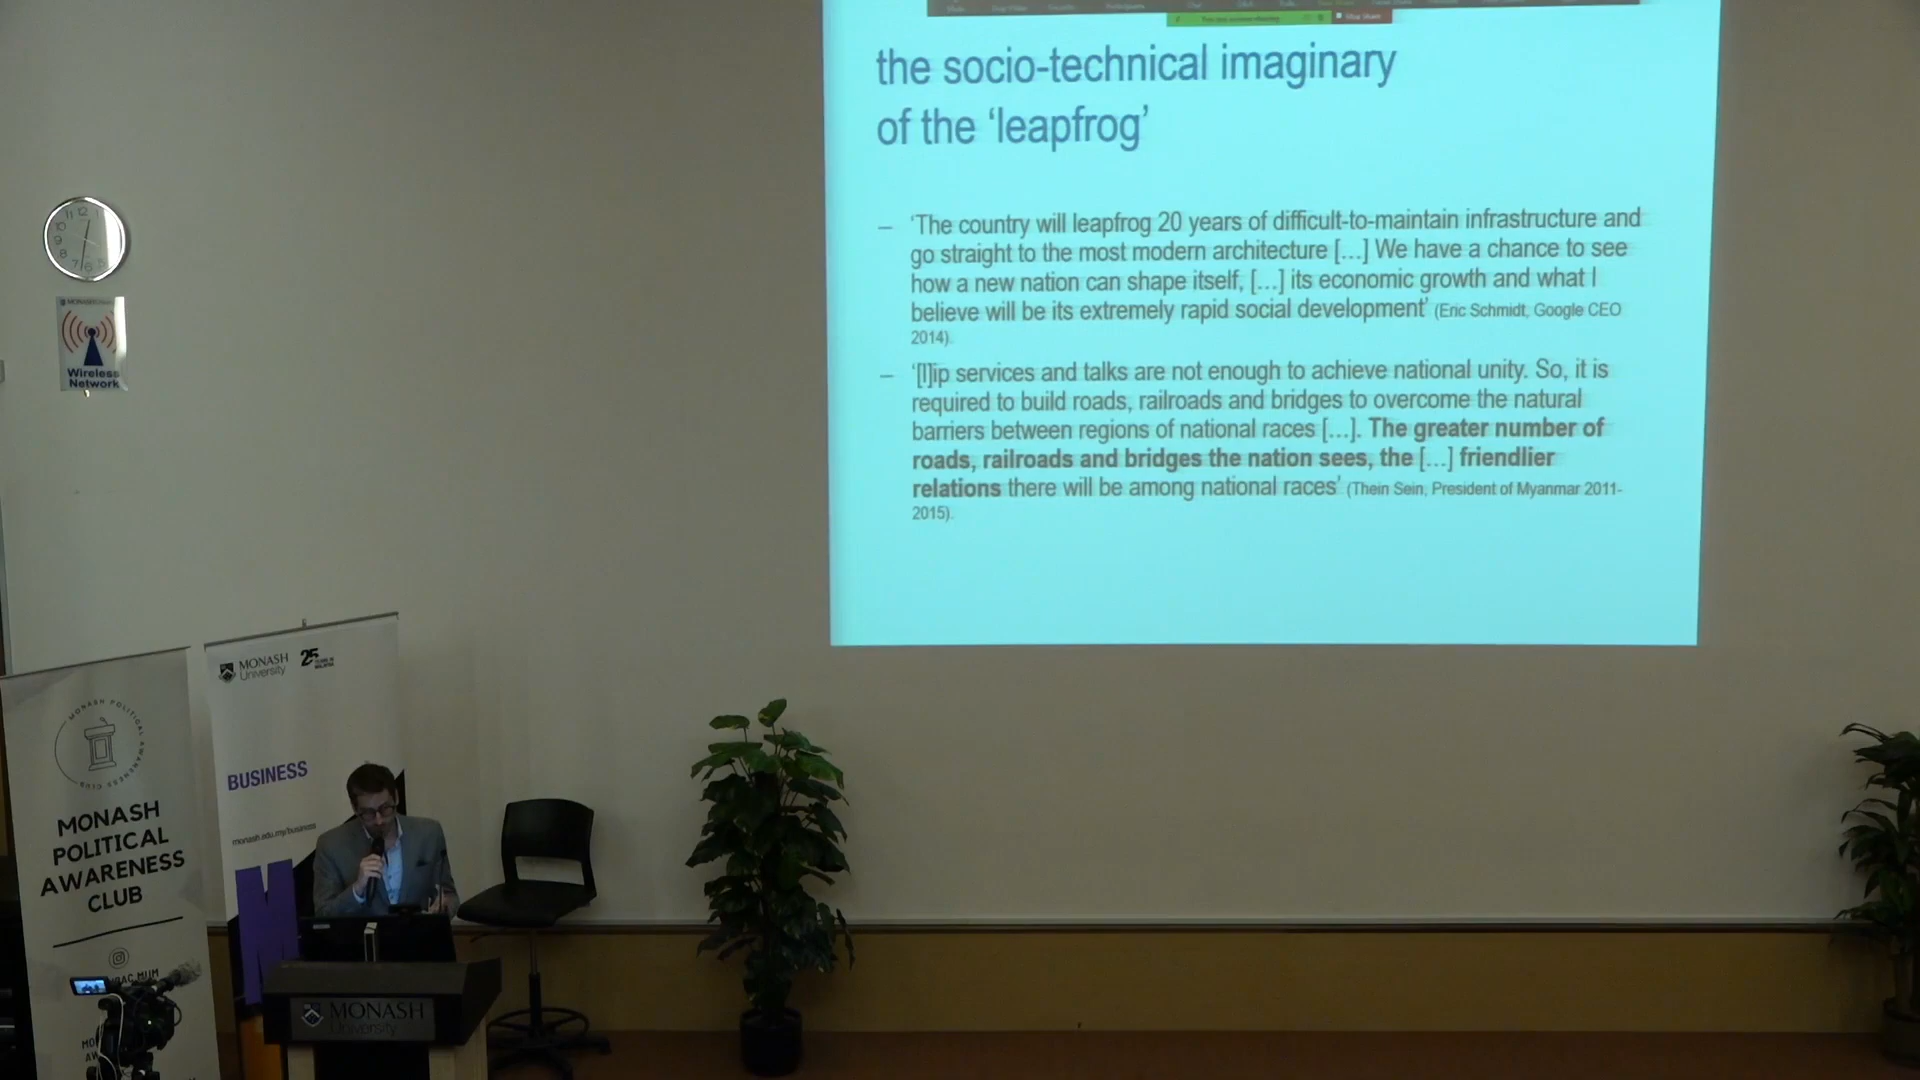 the socio-technical imaginary
of the ‘leapfrog’
– ‘The country will leapfrog 20 years of difficult-to-maintain infrastructure and
go straight to the most modern architecture [...] We have a chance to see
how a new nation can shape itself, [...] its economic growth and what I
believe will be its extremely rapid social development’ (Eric Schmidt, Google CEO
2014).
– ‘[l]ip services and talks are not enough to achieve national unity. So, it is
required to build roads, railroads and bridges to overcome the natural
barriers between regions of national races [...]. The greater number of
roads, railroads and bridges the nation sees, the [...] friendlier
relations there will be among national races’ (Thein Sein, President of Myanmar 2011-
2015).
Stop Share
Wireless
Network
MONASH POLITICAL AWARENESS CLUB
MONASH
POLITICAL
AWARENESS
CLUB
MONASH
University
25
BUSINESS
monash.edu.my/business
MONASH
University